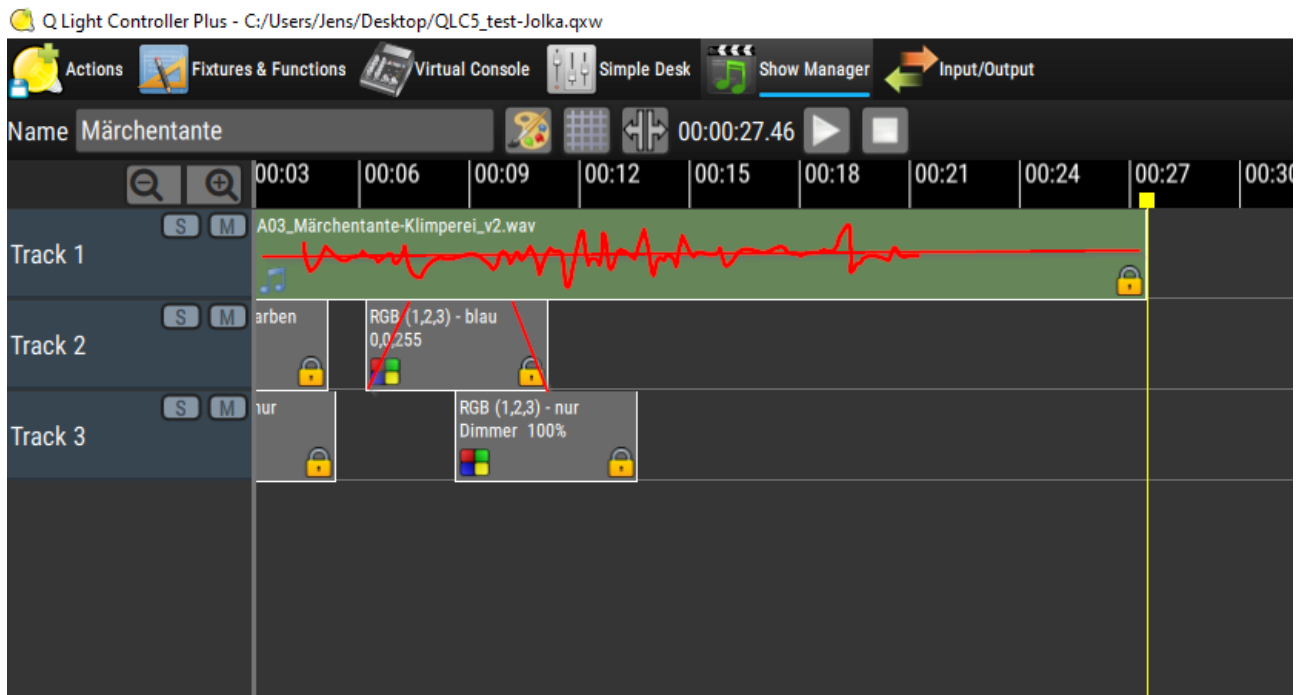 Q Light Controller Plus - C:/Users/Jens/Desktop/QLC5_test-Jolka.qxw
Actions Fixtures & Functions Virtual Console Simple Desk Show Manager Input/Output
Name Märchentante 00:00:27.46
00:03 00:06 00:09 00:12 00:15 00:18 00:21 00:24 00:27 00:30
S M A03_Märchentante-Klimperei_v2.wav
Track 1
S M arben RGB (1,2,3) - blau
0,0,255
Track 2
S M nur RGB (1,2,3) - nur
Dimmer 100%
Track 3